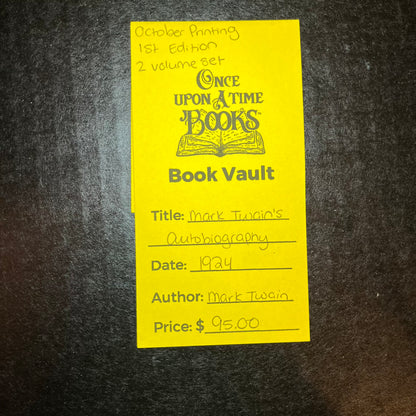 October Printing
1st Edition
2 volume set
ONCE
UPON A TIME
BOOKS
Book Vault
Title: Mark Twain's
autobiography
Date: 1924
Author: Mark Twain
Price: $ 95.00